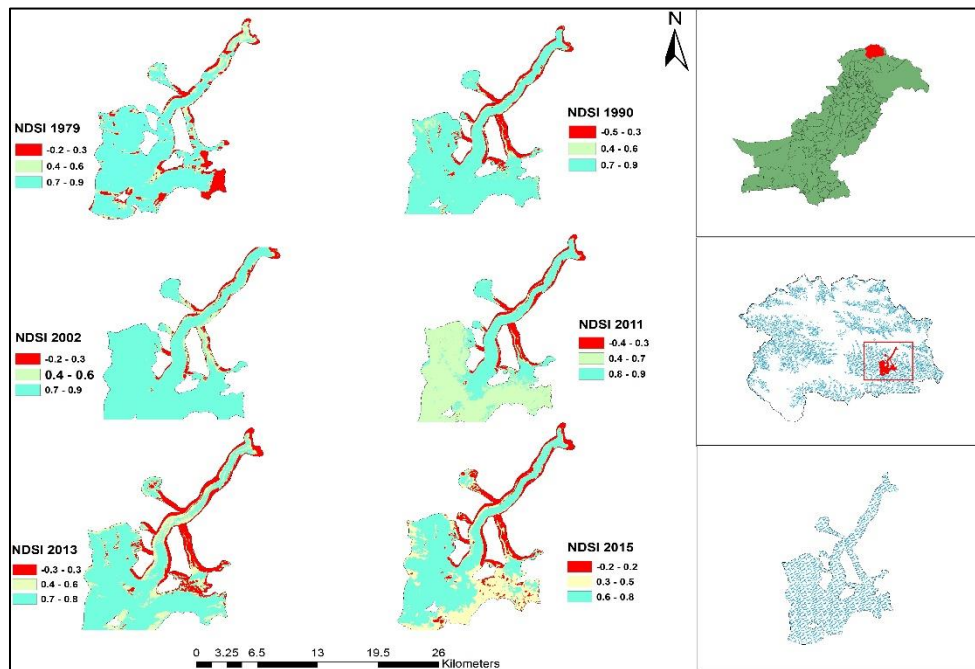 N
NDSI 1979
-0.2 - 0.3
0.4 - 0.6
0.7 - 0.9
NDSI 1990
-0.5 - 0.3
0.4 - 0.6
0.7 - 0.9
NDSI 2002
-0.2 - 0.3
0.4 - 0.6
0.7 - 0.9
NDSI 2011
-0.4 - 0.3
0.4 - 0.7
0.8 - 0.9
NDSI 2013
-0.3 - 0.3
0.4 - 0.6
0.7 - 0.8
NDSI 2015
-0.2 - 0.2
0.3 - 0.5
0.6 - 0.8
0 3.25 6.5 13 19.5 26
Kilometers